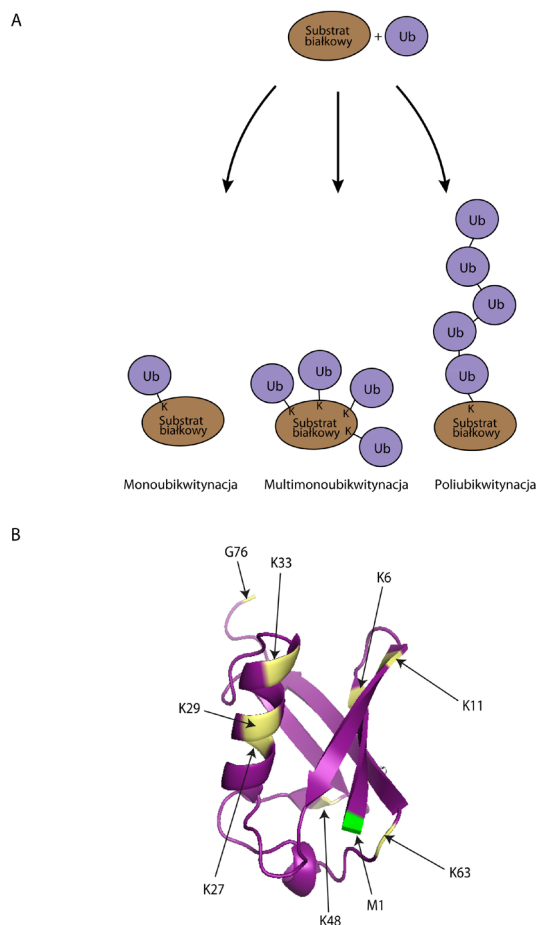 A
Substrat
białkowy
+
Ub
Ub
Ub
Ub
Ub
Ub
K
Substrat
białkowy
Monoubikwitynacja
Ub
Ub
Ub
Ub
K
K
K
K
Substrat
białkowy
Multimonoubikwitynacja
Ub
K
Substrat
białkowy
Poliubikwitynacja
B
G76
K33
K6
K29
K11
K27
K48
M1
K63